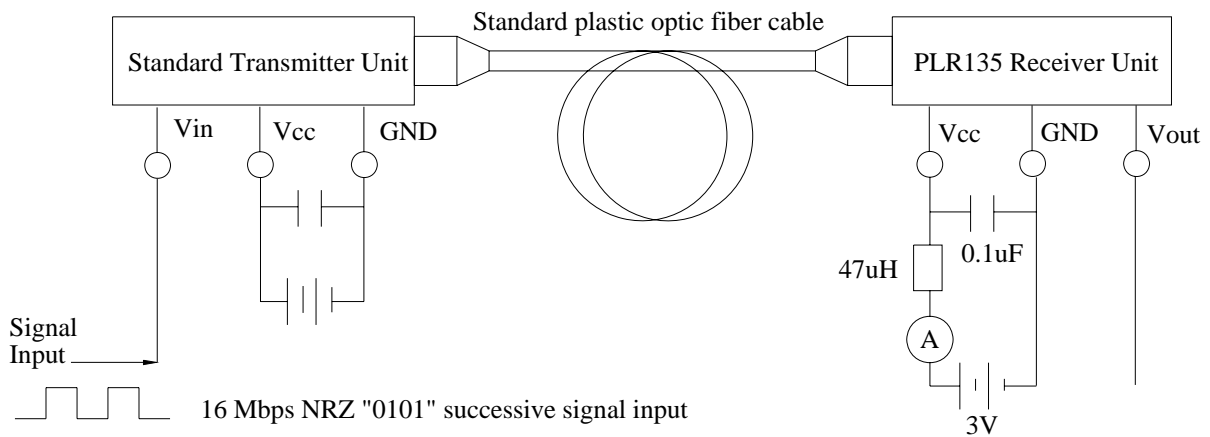 Standard plastic optic fiber cable
Standard Transmitter Unit
PLR135 Receiver Unit
Vin
Vcc
GND
Vcc
GND
Vout
0.1uF
47uH
A
Signal
Input
3V
16 Mbps NRZ "0101" successive signal input